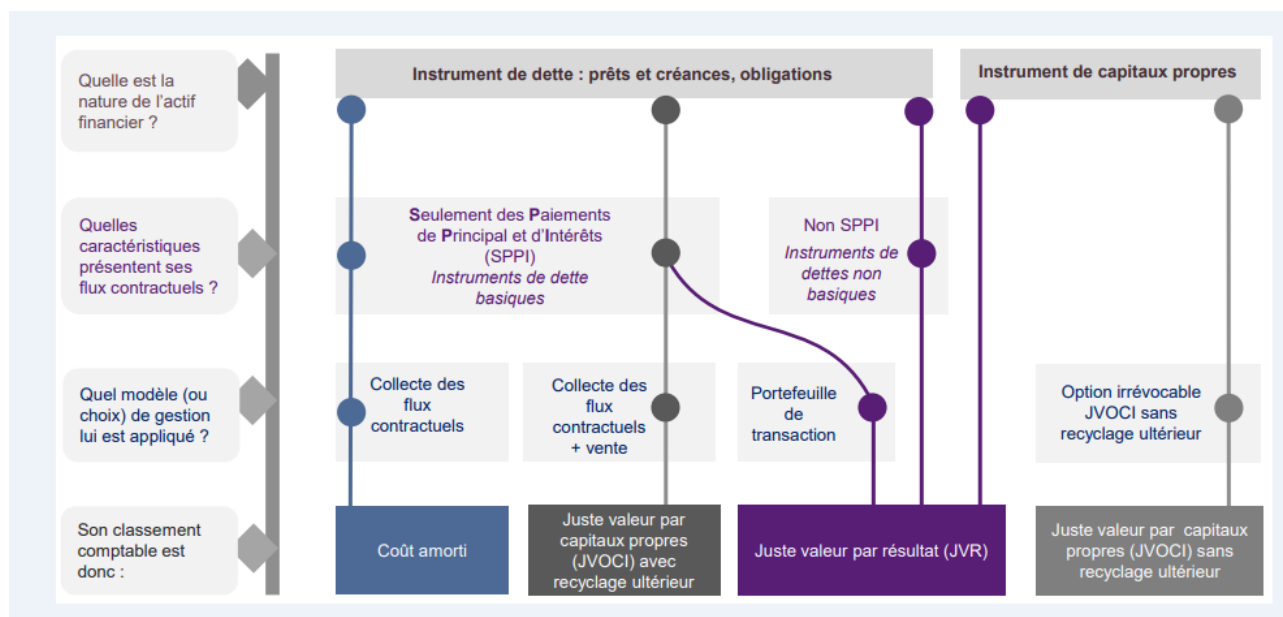 Quelle est la
nature de l'actif
financier ?
Instrument de dette : prêts et créances, obligations
Instrument de capitaux propres
Quelles
caractéristiques
présentent ses
flux contractuels ?
Seulement des Paiements
de Principal et d'Intérêts
(SPPI)
Instruments de dette
basiques
Non SPPI
Instruments de
dettes non
basiques
Quel modèle (ou
choix) de gestion
lui est appliqué ?
Collecte des
flux
contractuels
Collecte des
flux
contractuels
+ vente
Portefeuille
de
transaction
Option irrévocable
JVOCI sans
recyclage ultérieur
Son classement
comptable est
donc :
Coût amorti
Juste valeur par
capitaux propres
(JVOCI) avec
recyclage ultérieur
Juste valeur par résultat (JVR)
Juste valeur par capitaux
propres (JVOCI) sans
recyclage ultérieur